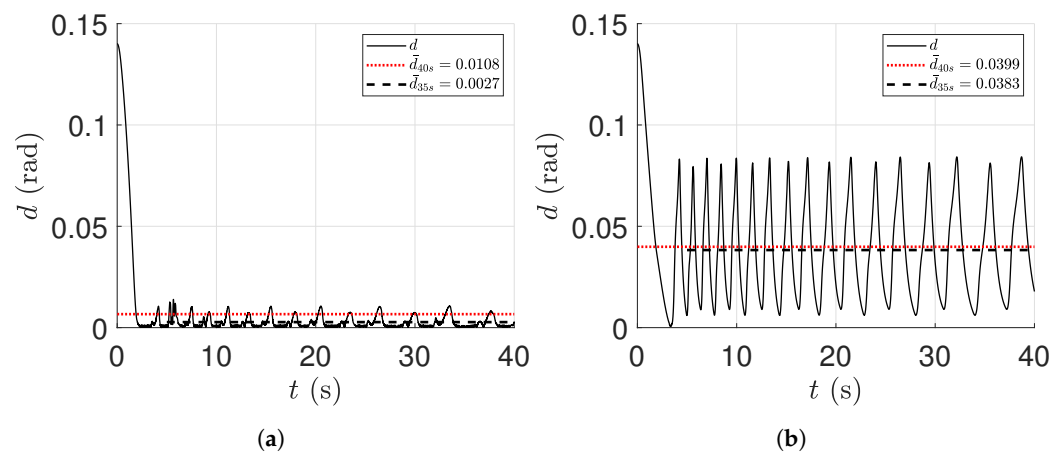 0.15
0.1
0.05
0
d (rad)
d
d̄40s = 0.0108
d̄35s = 0.0027
0 10 20 30 40
t (s)
(a)
0.15
0.1
0.05
0
d (rad)
d
d̄40s = 0.0399
d̄35s = 0.0383
0 10 20 30 40
t (s)
(b)